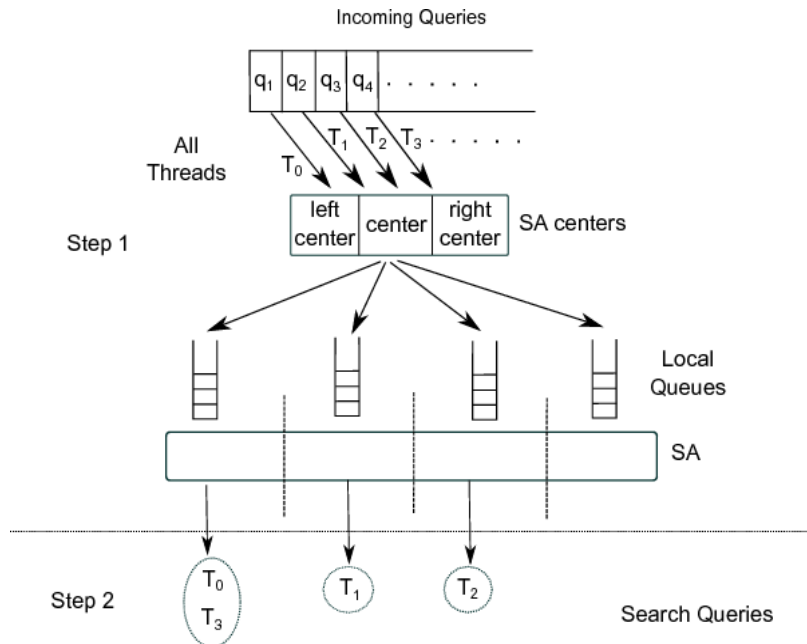 Incoming Queries
q1 q2 q3 q4 . . . . .
All Threads
T0 T1 T2 T3 . . . . .
left center
center
right center
SA centers
Step 1
Local Queues
SA
T0
T3
T1
T2
Step 2
Search Queries